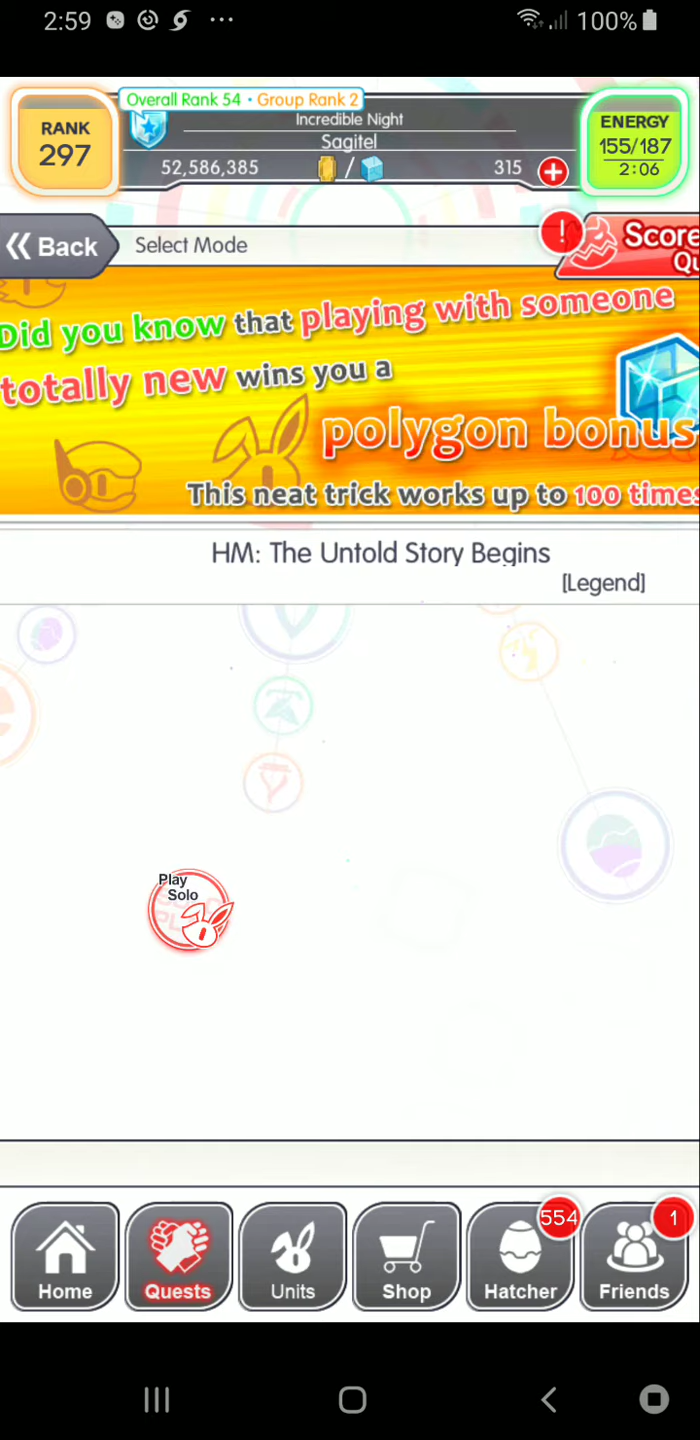 2:59
100%
Overall Rank 54 · Group Rank 2
RANK
297
Incredible Night
Sagitel
52,586,385 / 315
ENERGY
155/187
2:06
Back
Select Mode
!
Score
Qu
Did you know that playing with someone
totally new wins you a
polygon bonus
This neat trick works up to 100 times
HM: The Untold Story Begins
[Legend]
Play
Solo
554
1
Home
Quests
Units
Shop
Hatcher
Friends